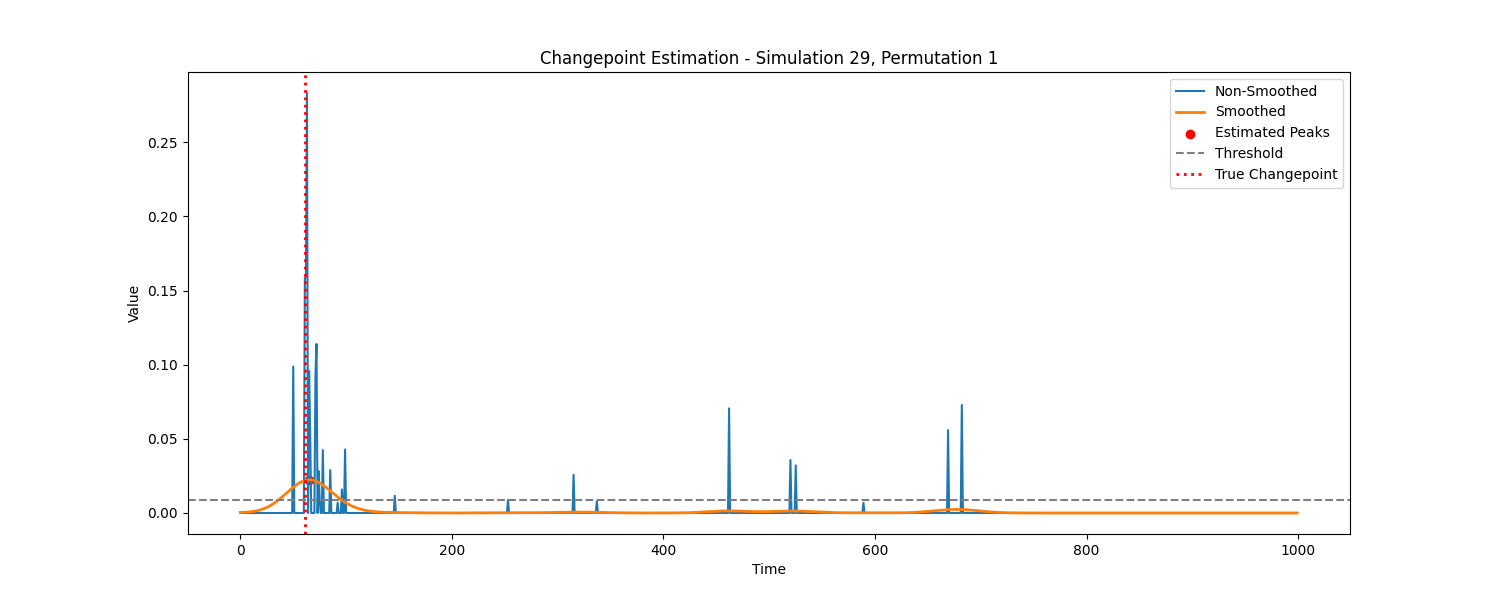 Changepoint Estimation - Simulation 29, Permutation 1
Non-Smoothed
Smoothed
Estimated Peaks
Threshold
True Changepoint
Value
0.25
0.20
0.15
0.10
0.05
0.00
0 200 400 600 800 1000
Time